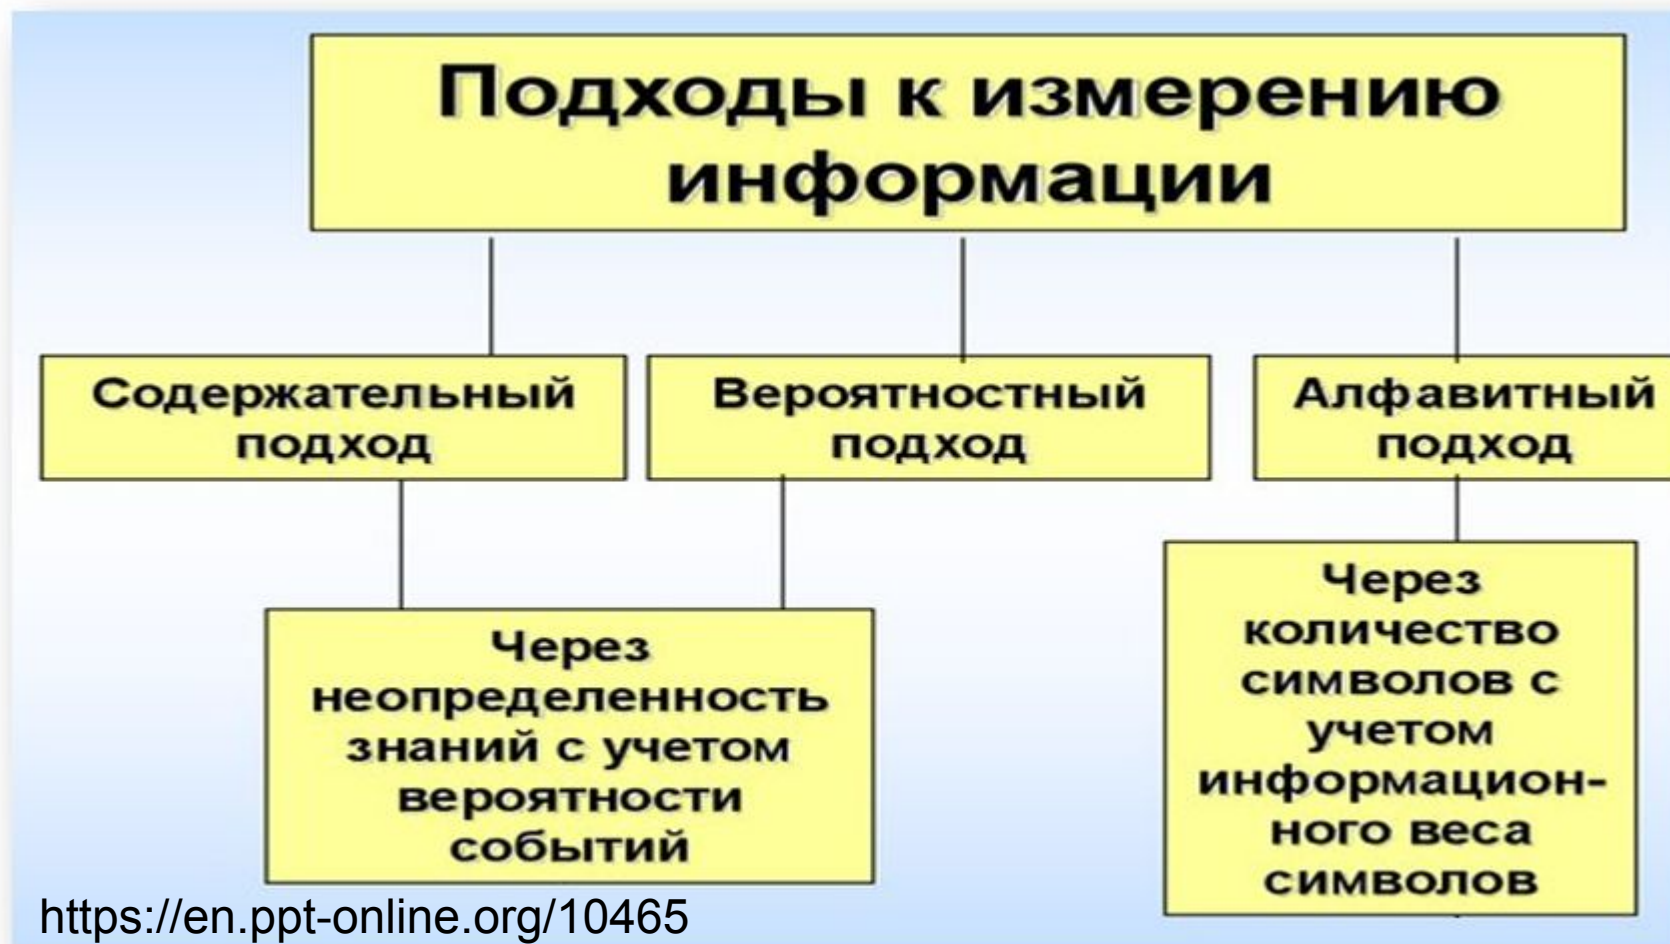 Подходы к измерению
информации
Содержательный
подход
Вероятностный
подход
Алфавитный
подход
Через
неопределенность
знаний с учетом
вероятности
событий
Через
количество
символов с
учетом
информацион-
ного веса
символов
https://en.ppt-online.org/10465